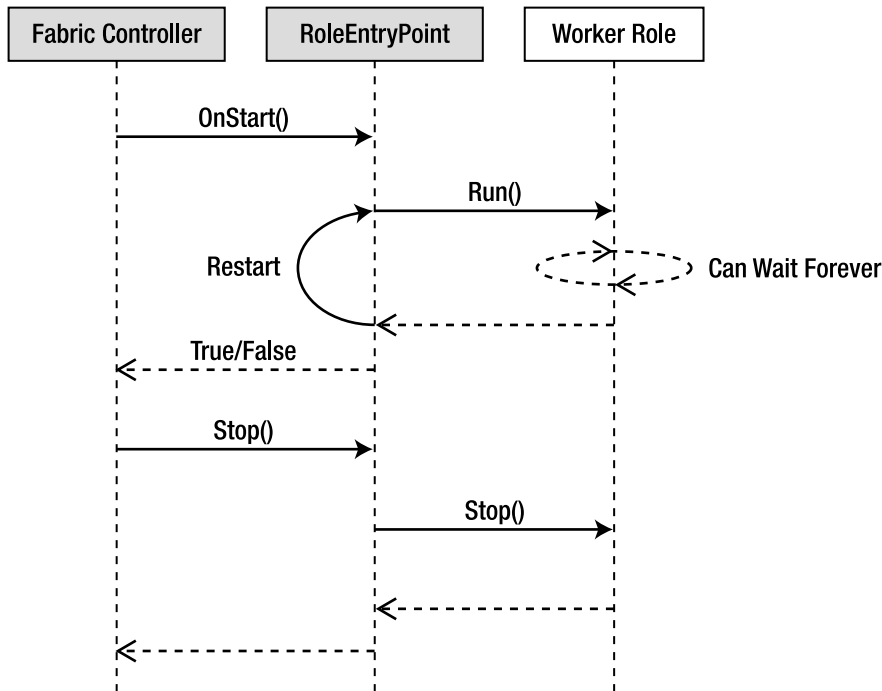 Fabric Controller
RoleEntryPoint
Worker Role
OnStart()
Run()
Restart
Can Wait Forever
True/False
Stop()
Stop()